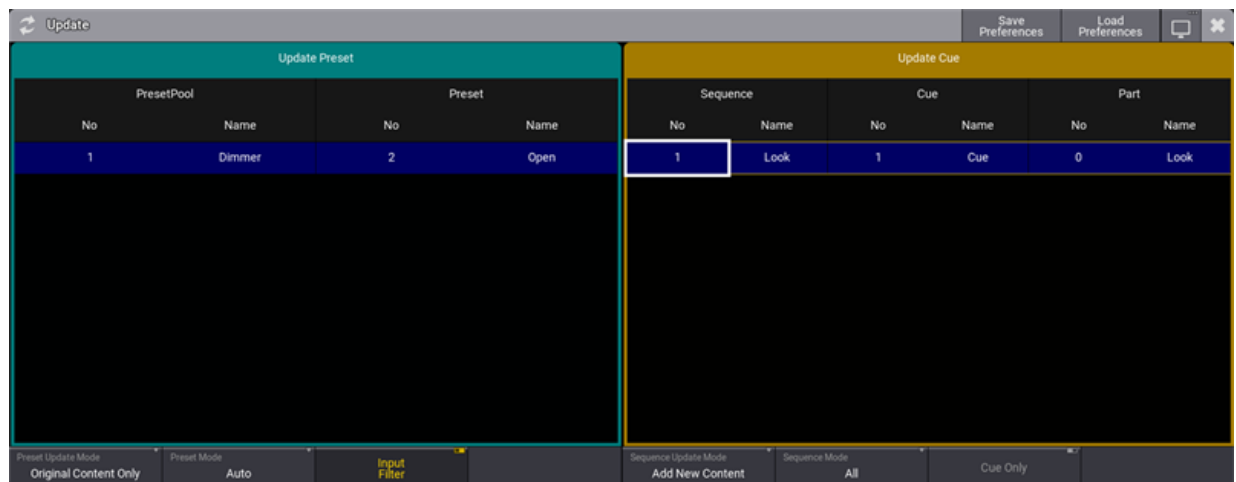 Update
Save Preferences
Load Preferences
Update Preset
Update Cue
PresetPool Preset
Sequence Cue Part
No Name No Name
No Name No Name No Name
1 Dimmer 2 Open
1 Look 1 Cue 0 Look
Preset Update Mode
Original Content Only
Preset Mode
Auto
Input
Filter
Sequence Update Mode
Add New Content
Sequence Mode
All
Cue Only